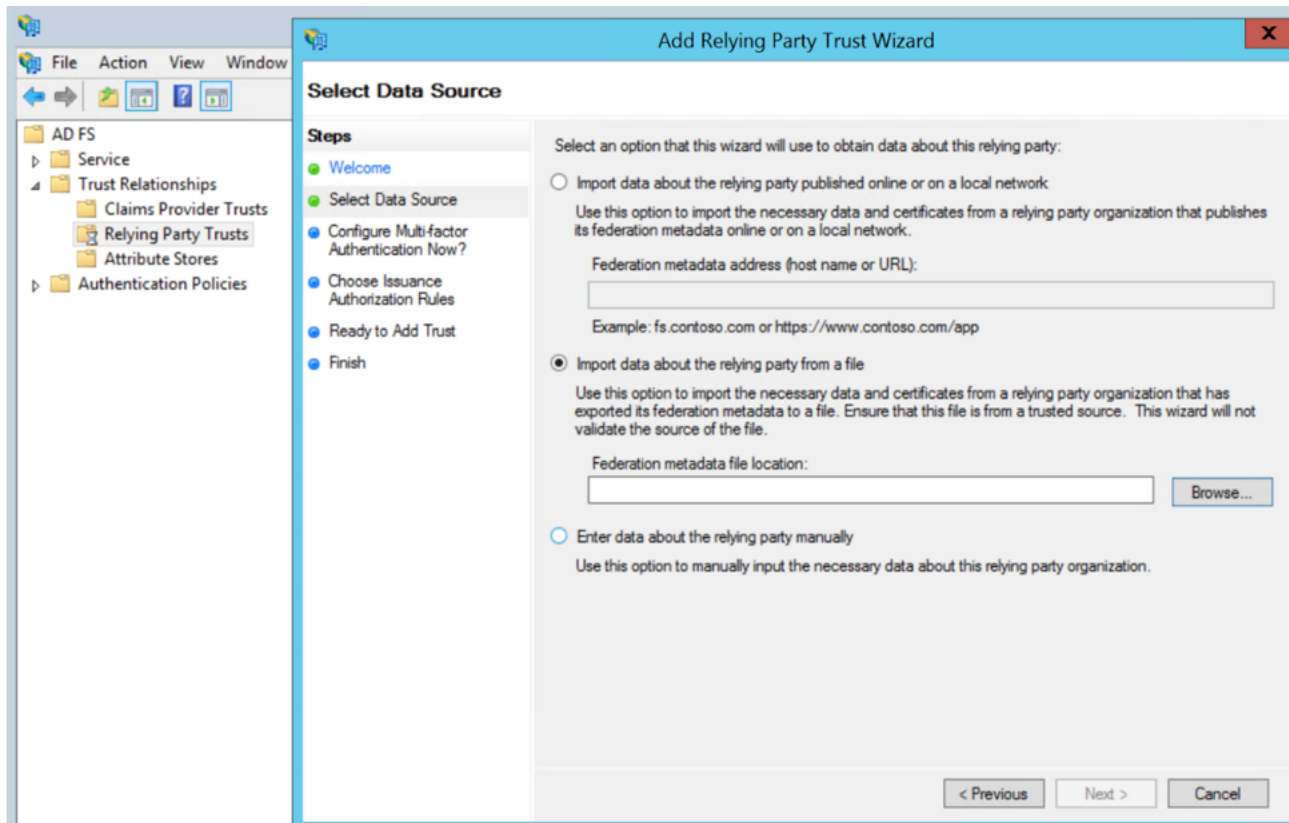 Add Relying Party Trust Wizard
X
File Action View Window
Select Data Source
AD FS
Service
Trust Relationships
Claims Provider Trusts
Relying Party Trusts
Attribute Stores
Authentication Policies
Steps
Welcome
Select Data Source
Configure Multi-factor
Authentication Now?
Choose Issuance
Authorization Rules
Ready to Add Trust
Finish
Select an option that this wizard will use to obtain data about this relying party:
Import data about the relying party published online or on a local network
Use this option to import the necessary data and certificates from a relying party organization that publishes
its federation metadata online or on a local network.
Federation metadata address (host name or URL):
Example: fs.contoso.com or https://www.contoso.com/app
Import data about the relying party from a file
Use this option to import the necessary data and certificates from a relying party organization that has
exported its federation metadata to a file. Ensure that this file is from a trusted source. This wizard will not
validate the source of the file.
Federation metadata file location:
Browse...
Enter data about the relying party manually
Use this option to manually input the necessary data about this relying party organization.
< Previous
Next >
Cancel